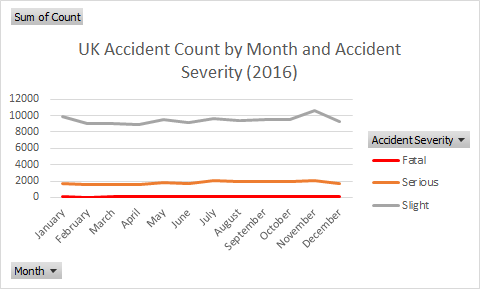 Sum of Count
UK Accident Count by Month and Accident
Severity (2016)
12000
10000
8000
6000
4000
2000
0
January
February
March
April
May
June
July
August
September
October
November
December
Accident Severity
Fatal
Serious
Slight
Month